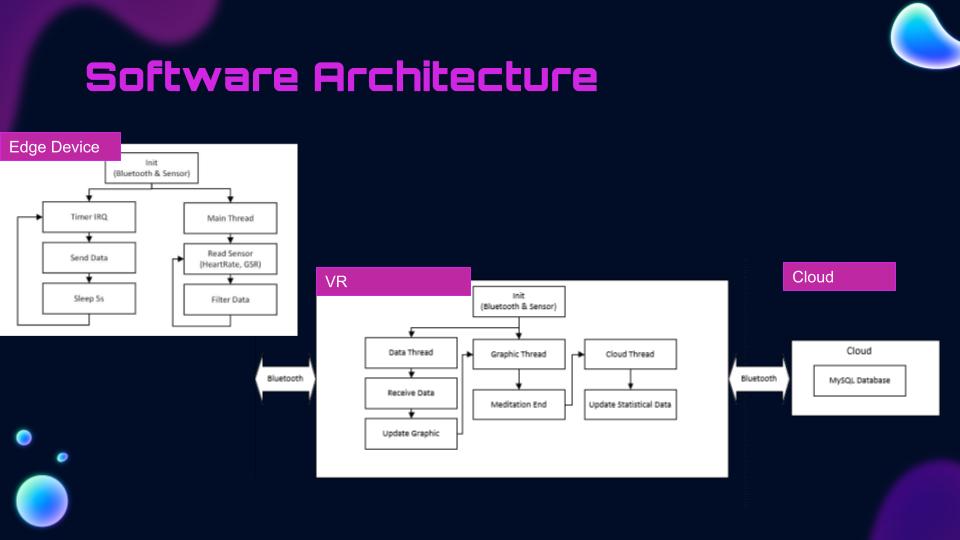 Software Architecture
Edge Device
Init
(Bluetooth & Sensor)
Timer IRQ
Main Thread
Send Data
Read Sensor
(HeartRate, GSR)
Sleep 5s
Filter Data
VR
Init
(Bluetooth & Sensor)
Data Thread
Graphic Thread
Cloud Thread
Receive Data
Meditation End
Update Statistical Data
Update Graphic
Bluetooth
Bluetooth
Cloud
Cloud
MySQL Database